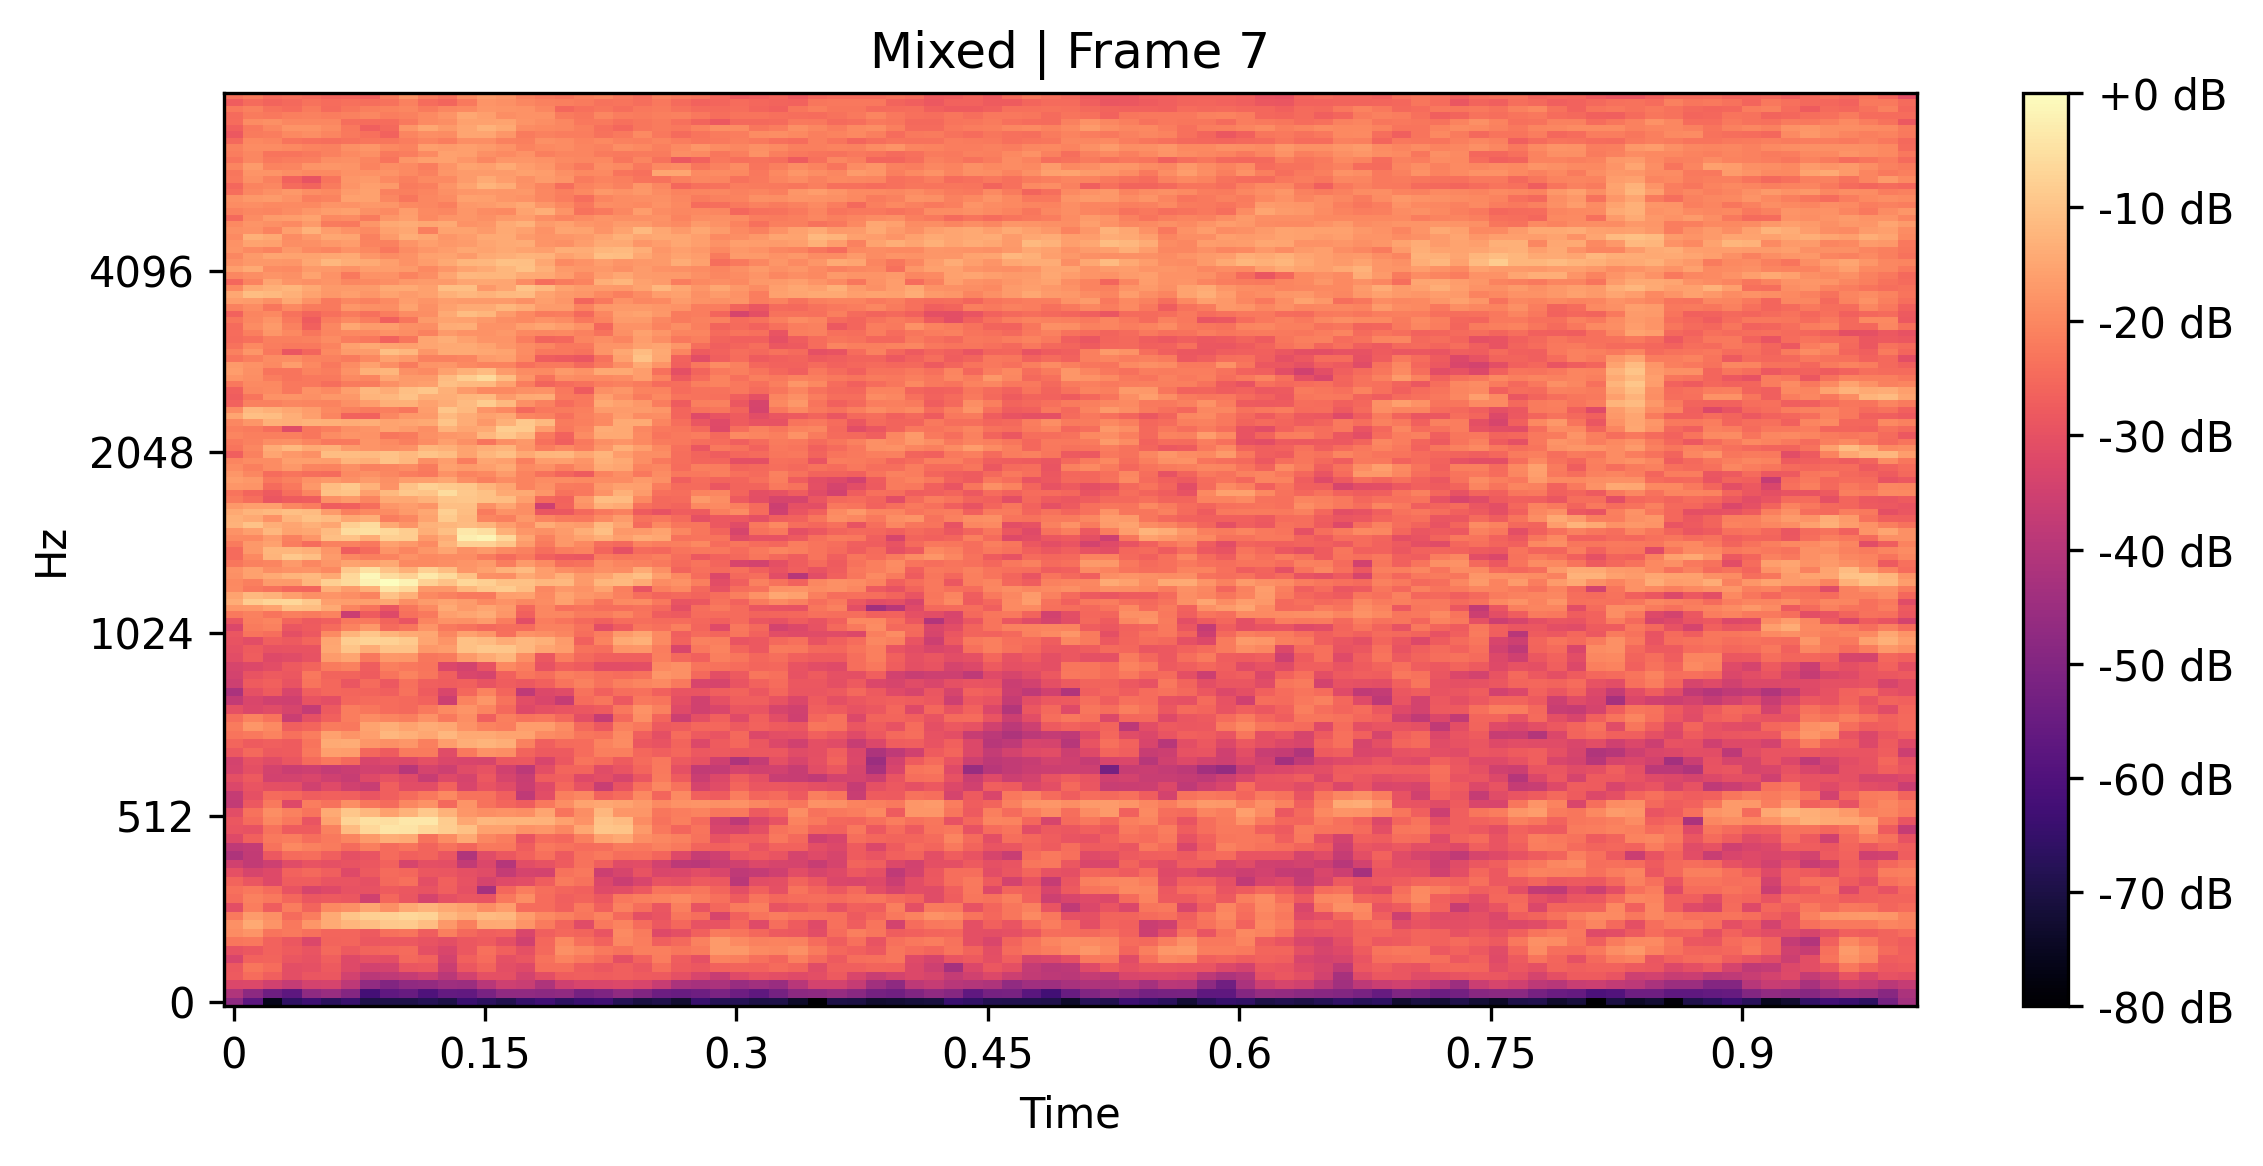 Mixed | Frame 7
Hz
4096
2048
1024
512
0
0 0.15 0.3 0.45 0.6 0.75 0.9
Time
+0 dB
-10 dB
-20 dB
-30 dB
-40 dB
-50 dB
-60 dB
-70 dB
-80 dB